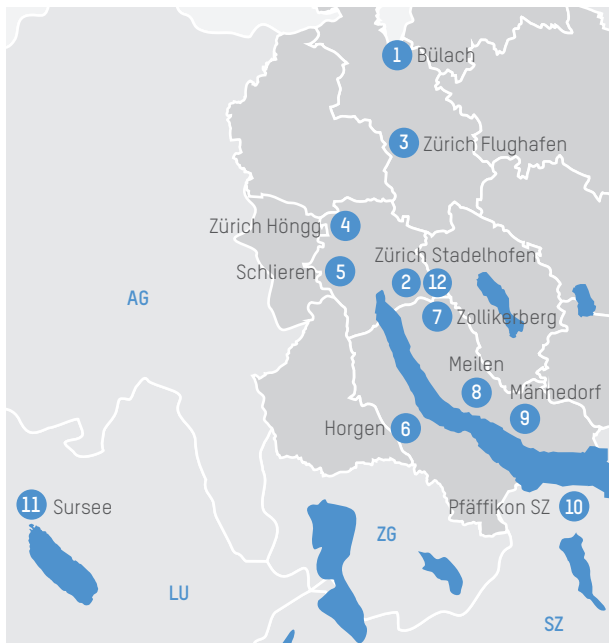 1 Bülach
3 Zürich Flughafen
Zürich Höngg 4
Zürich Stadelhofen
Schlieren 5
2 12
AG
7 Zollikerberg
Meilen
8
Männedorf
9
Horgen 6
11 Sursee
Pfäffikon SZ 10
ZG
LU
SZ